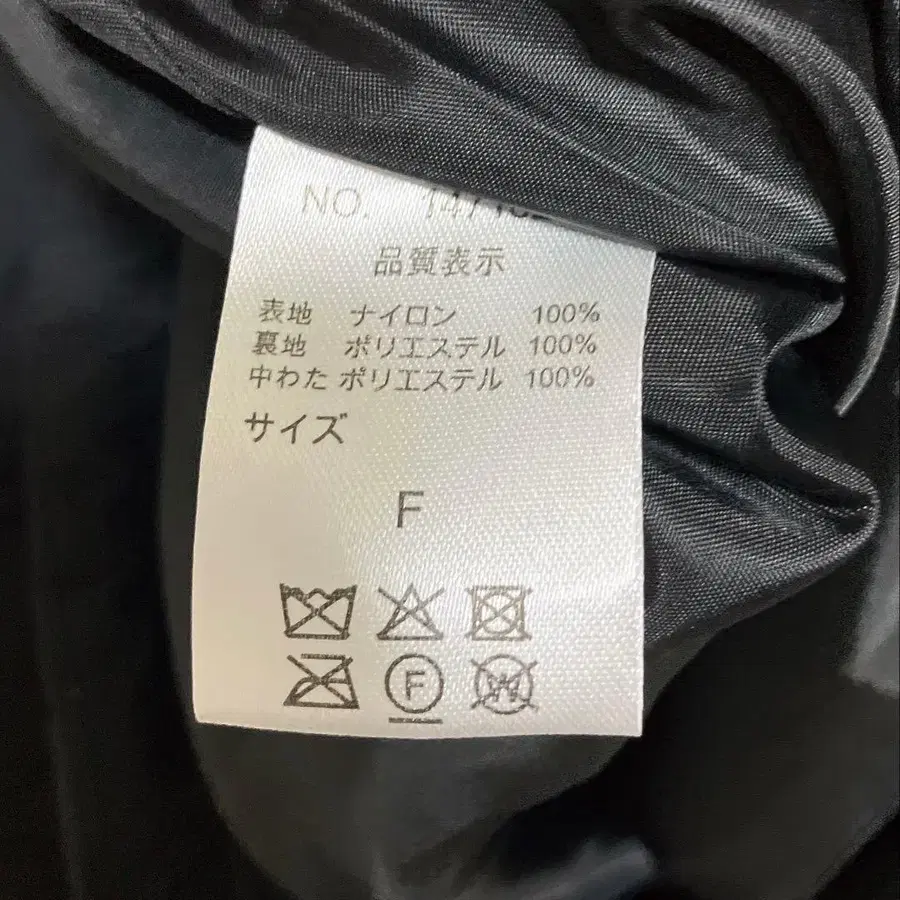 NO.
品質表示
表地 ナイロン 100%
裏地 ポリエステル 100%
中わた ポリエステル 100%
サイズ
F
F W